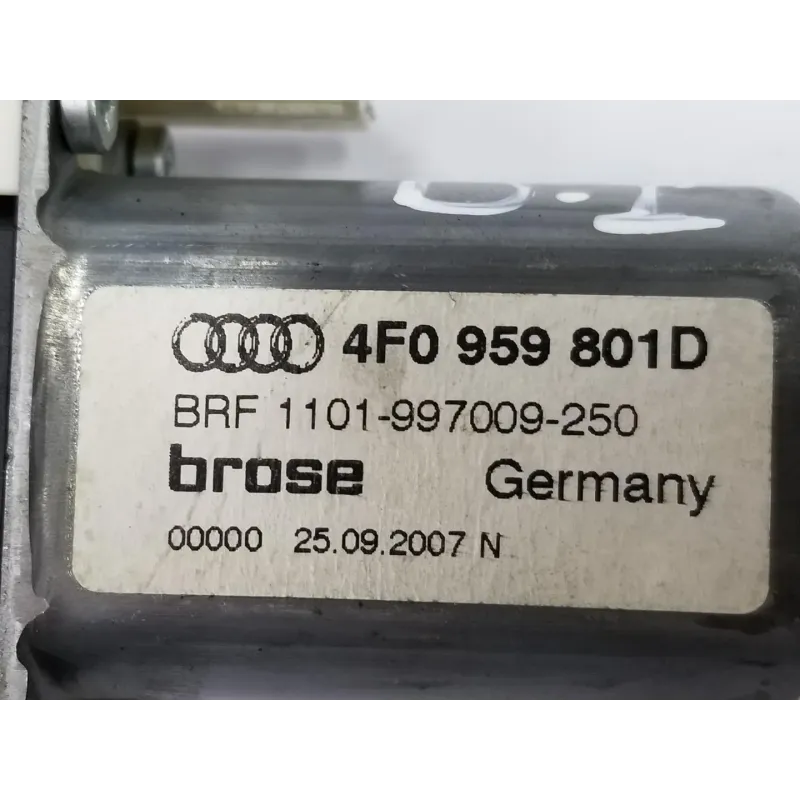 4F0 959 801D
BRF 1101-997009-250
brose Germany
00000 25.09.2007 N